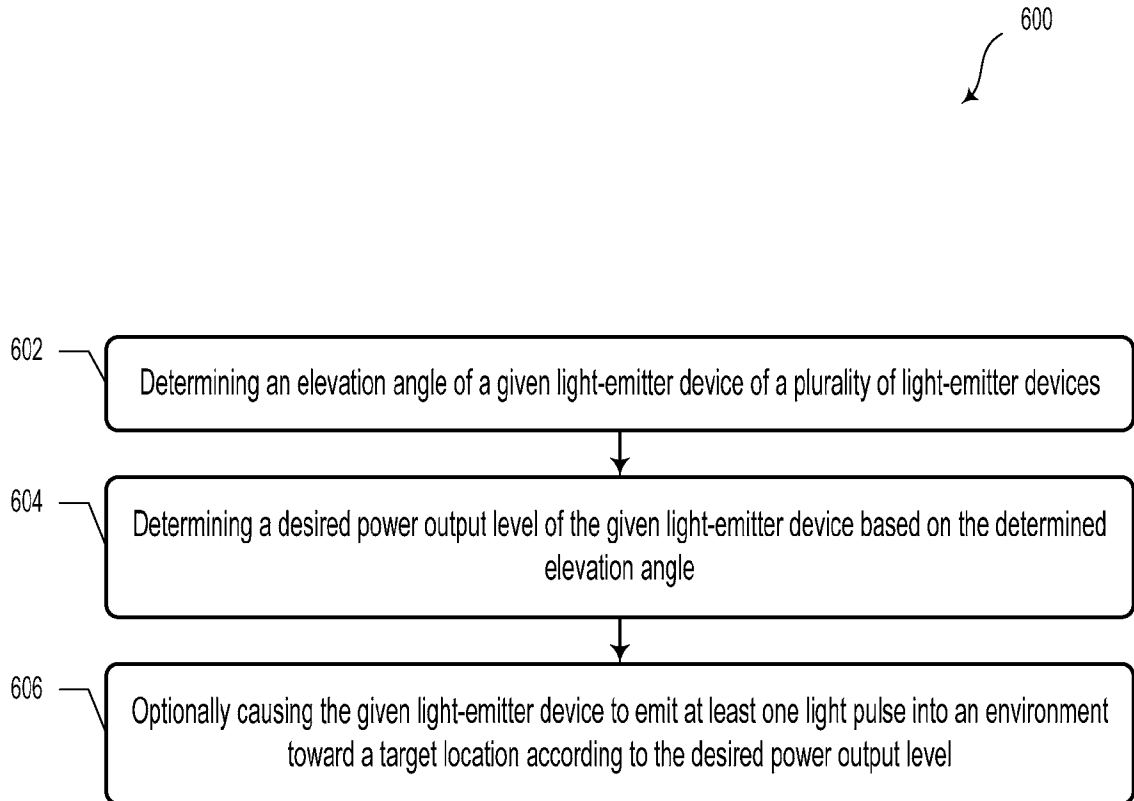 600
602
Determining an elevation angle of a given light-emitter device of a plurality of light-emitter devices
604
Determining a desired power output level of the given light-emitter device based on the determined
elevation angle
606
Optionally causing the given light-emitter device to emit at least one light pulse into an environment
toward a target location according to the desired power output level